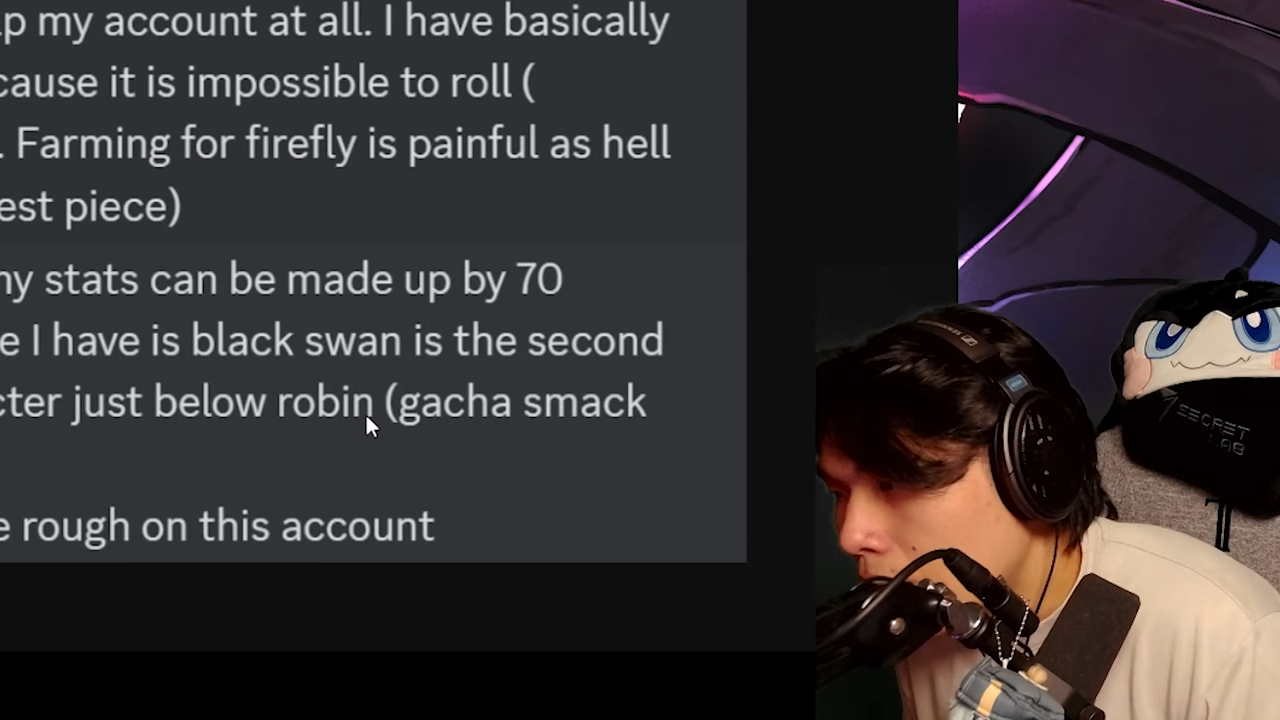 p my account at all. I have basically
cause it is impossible to roll (
. Farming for firefly is painful as hell
est piece)
ny stats can be made up by 70
e I have is black swan is the second
cter just below robin (gacha smack
e rough on this account
SECRET
LAB